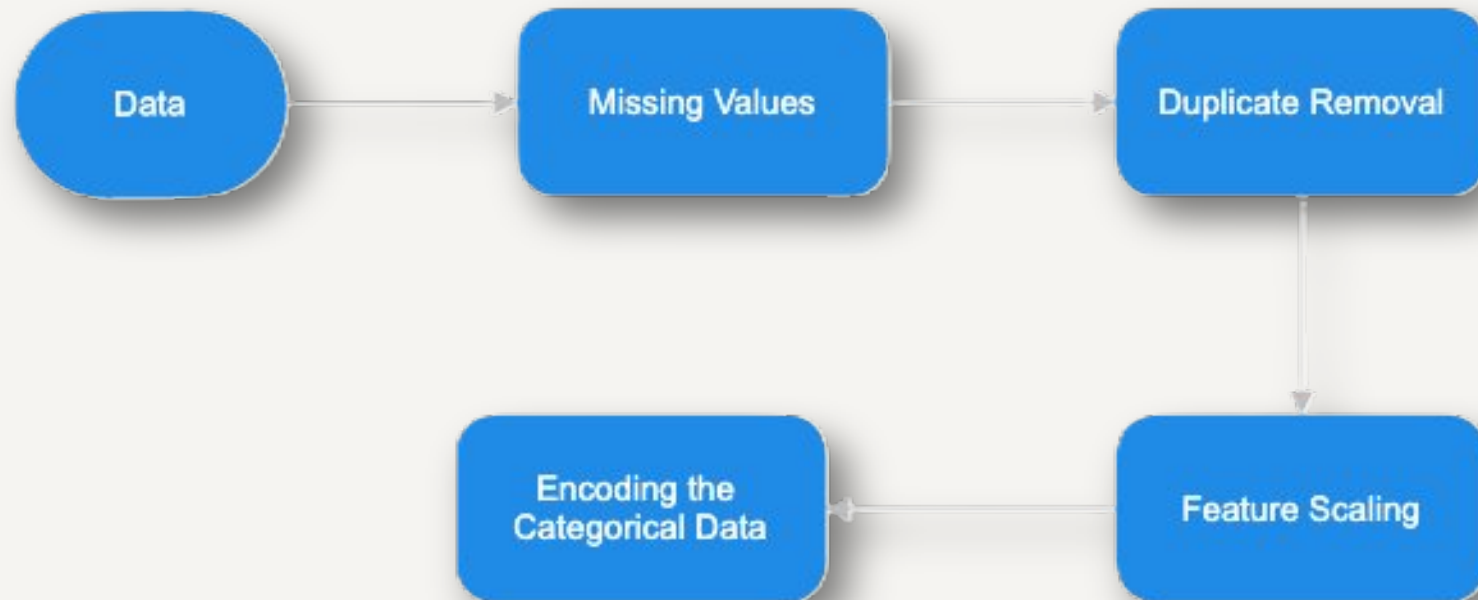 Data
Missing Values
Duplicate Removal
Feature Scaling
Encoding the
Categorical Data